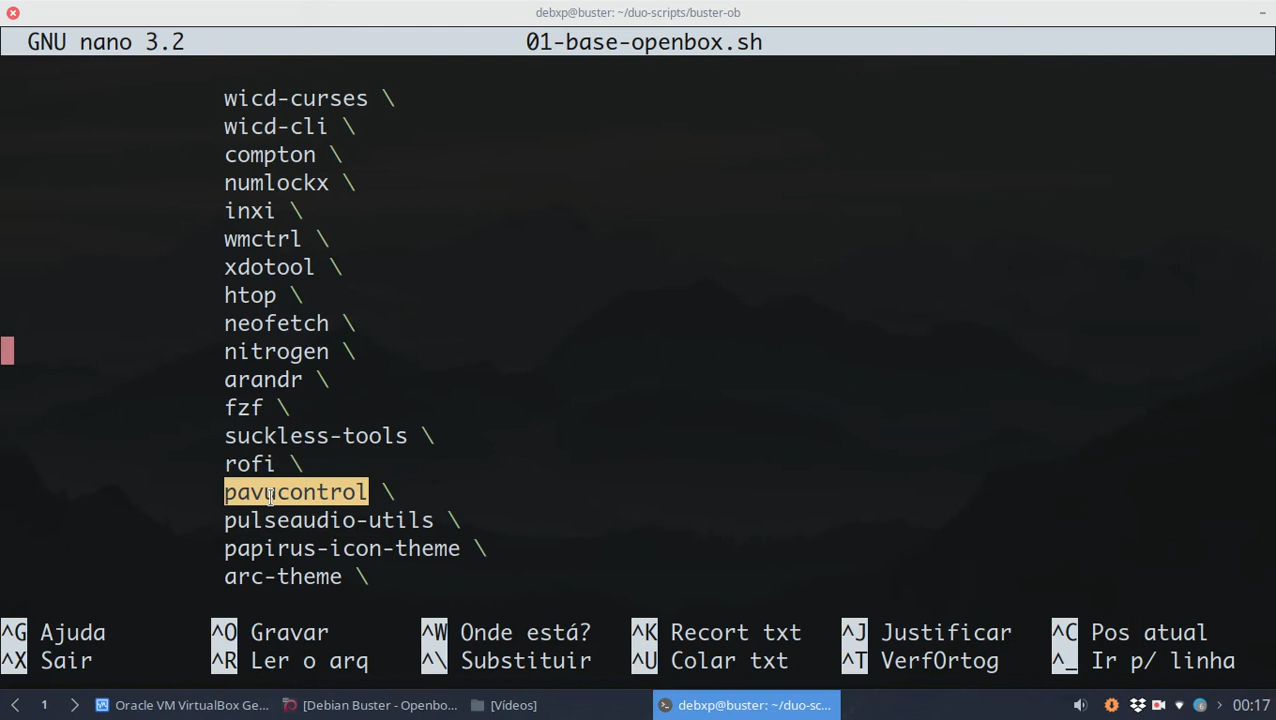 debxp@buster: ~/duo-scripts/buster-ob
GNU nano 3.2 01-base-openbox.sh
wicd-curses \
wicd-cli \
compton \
numlockx \
inxi \
wmctrl \
xdotool \
htop \
neofetch \
nitrogen \
arandr \
fzf \
suckless-tools \
rofi \
pavucontrol \
pulseaudio-utils \
papirus-icon-theme \
arc-theme \
^G Ajuda ^O Gravar ^W Onde está? ^K Recort txt ^J Justificar ^C Pos atual
^X Sair ^R Ler o arq ^\ Substituir ^U Colar txt ^T VerfOrtog ^_ Ir p/ linha
1 Oracle VM VirtualBox Ge... [Debian Buster - Openbo... [Vídeos] debxp@buster: ~/duo-sc... 00:17